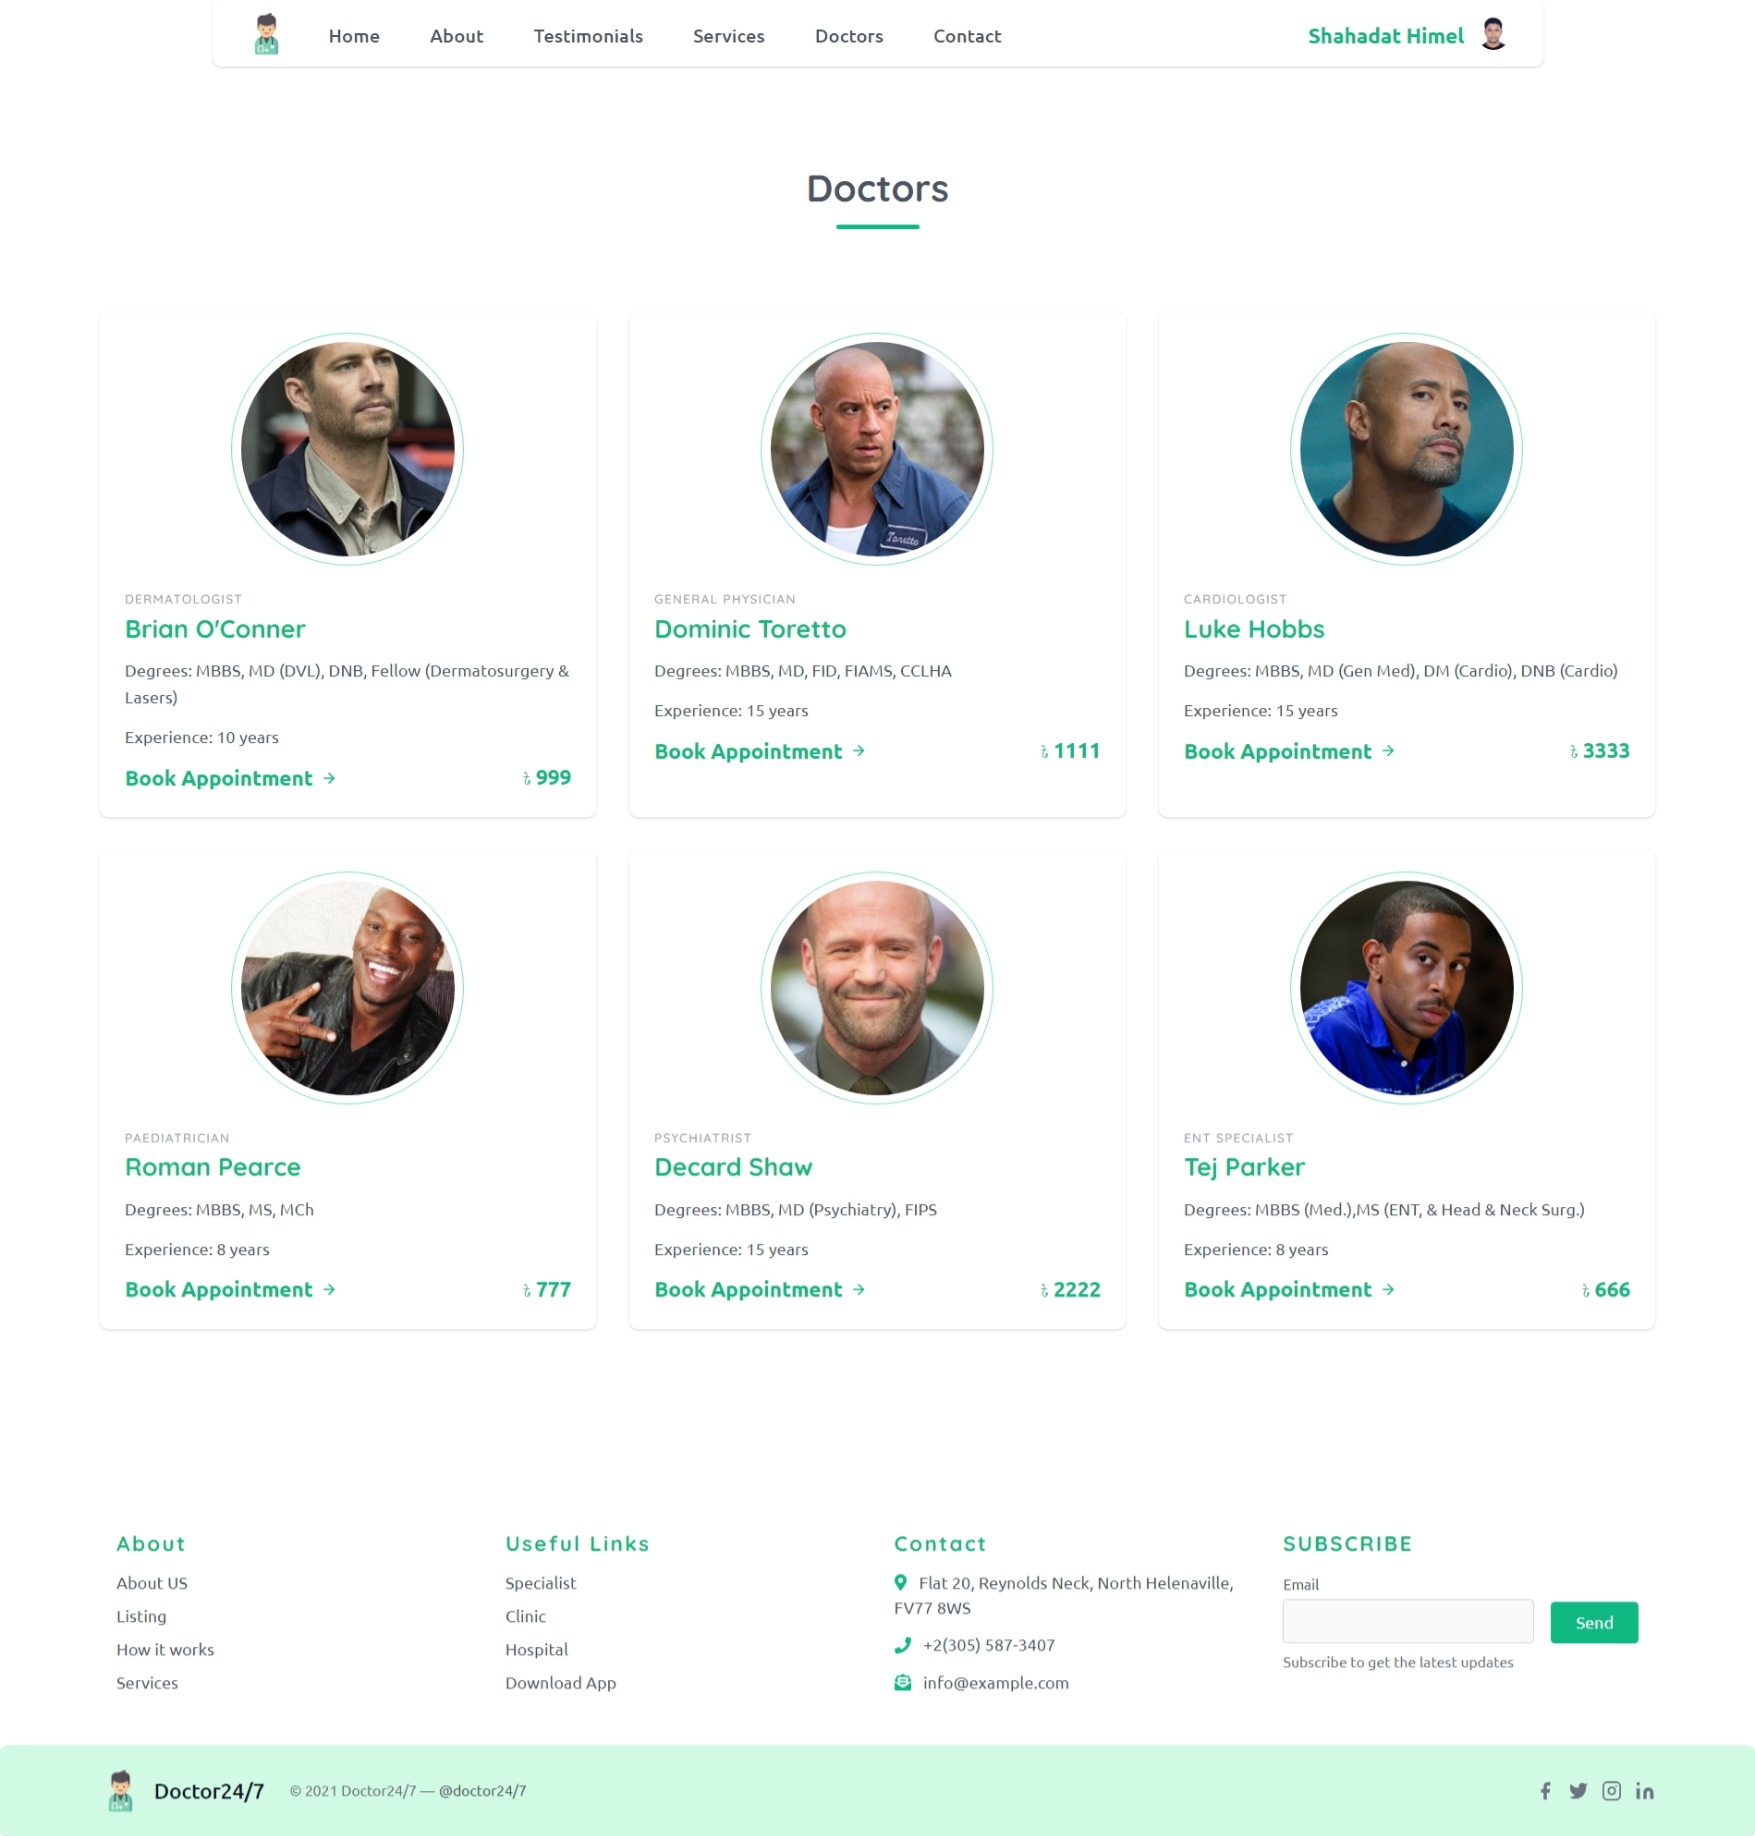 Home About Testimonials Services Doctors Contact Shahadat Himel
Doctors
Toretto
DERMATOLOGIST
Brian O'Conner
Degrees: MBBS, MD (DVL), DNB, Fellow (Dermatosurgery &
Lasers)
Experience: 10 years
Book Appointment → ৳ 999
GENERAL PHYSICIAN
Dominic Toretto
Degrees: MBBS, MD, FID, FIAMS, CCLHA
Experience: 15 years
Book Appointment → ৳ 1111
CARDIOLOGIST
Luke Hobbs
Degrees: MBBS, MD (Gen Med), DM (Cardio), DNB (Cardio)
Experience: 15 years
Book Appointment → ৳ 3333
PAEDIATRICIAN
Roman Pearce
Degrees: MBBS, MS, MCh
Experience: 8 years
Book Appointment → ৳ 777
PSYCHIATRIST
Decard Shaw
Degrees: MBBS, MD (Psychiatry), FIPS
Experience: 15 years
Book Appointment → ৳ 2222
ENT SPECIALIST
Tej Parker
Degrees: MBBS (Med.),MS (ENT, & Head & Neck Surg.)
Experience: 8 years
Book Appointment → ৳ 666
About
About US
Listing
How it works
Services
Useful Links
Specialist
Clinic
Hospital
Download App
Contact
Flat 20, Reynolds Neck, North Helenaville,
FV77 8WS
+2(305) 587-3407
info@example.com
SUBSCRIBE
Email
Send
Subscribe to get the latest updates
Doctor24/7 © 2021 Doctor24/7 — @doctor24/7